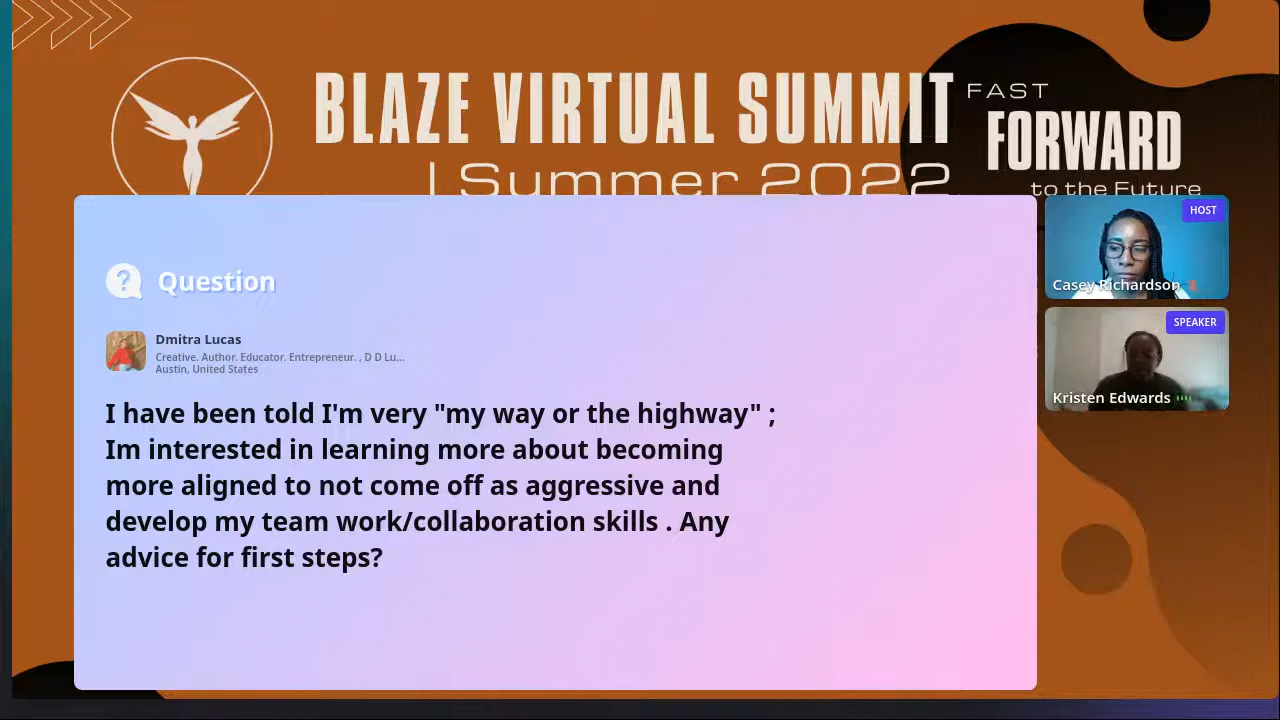 BLAZE VIRTUAL SUMMIT
| Summer 2022
FAST
FORWARD
to the Future
HOST
Casey Richardson
SPEAKER
Kristen Edwards
Question
Dmitra Lucas
Creative. Author. Educator. Entrepreneur. , D D Lu...
Austin, United States
I have been told I'm very "my way or the highway" ;
Im interested in learning more about becoming
more aligned to not come off as aggressive and
develop my team work/collaboration skills . Any
advice for first steps?